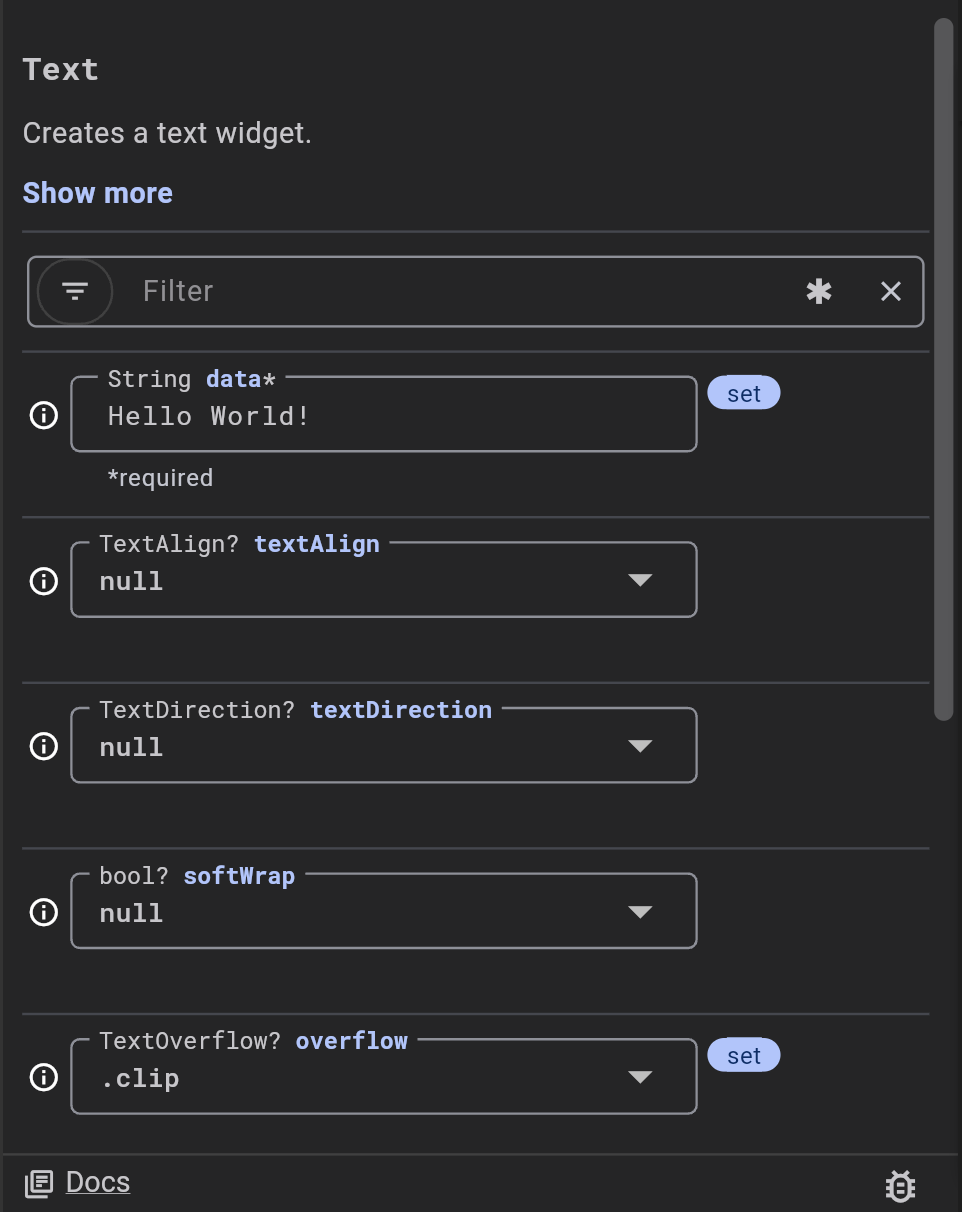 Text
Creates a text widget.
Show more
Filter
String data*
Hello World!
set
*required
TextAlign? textAlign
null
TextDirection? textDirection
null
bool? softWrap
null
TextOverflow? overflow
.clip
set
Docs